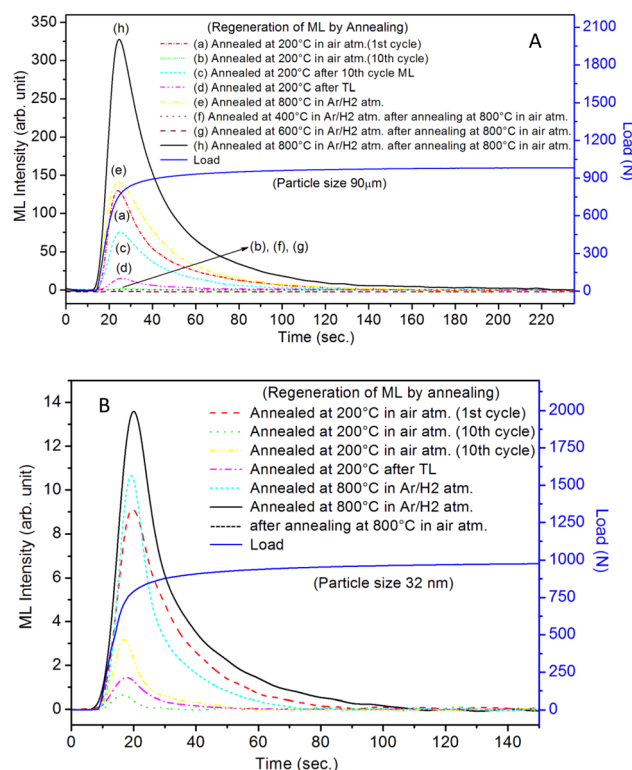 (h)
(Regeneration of ML by Annealing)
A
(a) Annealed at 200°C in air atm.(1st cycle)
(b) Annealed at 200°C in air atm.(10th cycle)
(c) Annealed at 200°C after 10th cycle ML
(d) Annealed at 200°C after TL
(e) Annealed at 800°C in Ar/H2 atm.
(f) Annealed at 400°C in Ar/H2 atm. after annealing at 800°C in air atm.
(g) Annealed at 600°C in Ar/H2 atm. after annealing at 800°C in air atm.
(h) Annealed at 800°C in Ar/H2 atm. after annealing at 800°C in air atm.
Load
(Particle size 90μm)
(e)
(a)
(c)
(d)
(b), (f), (g)
350
300
250
200
150
100
50
0
ML Intensity (arb. unit)
2100
1800
1500
1200
900
600
300
0
Load (N)
0 20 40 60 80 100 120 140 160 180 200 220
Time (sec.)
B
(Regeneration of ML by annealing)
Annealed at 200°C in air atm. (1st cycle)
Annealed at 200°C in air atm. (10th cycle)
Annealed at 200°C in air atm. (10th cycle)
Annealed at 200°C after TL
Annealed at 800°C in Ar/H2 atm.
Annealed at 800°C in Ar/H2 atm.
after annealing at 800°C in air atm.
Load
(Particle size 32 nm)
14
12
10
8
6
4
2
0
ML Intensity (arb. unit)
2000
1750
1500
1250
1000
750
500
250
0
Load (N)
0 20 40 60 80 100 120 140
Time (sec.)